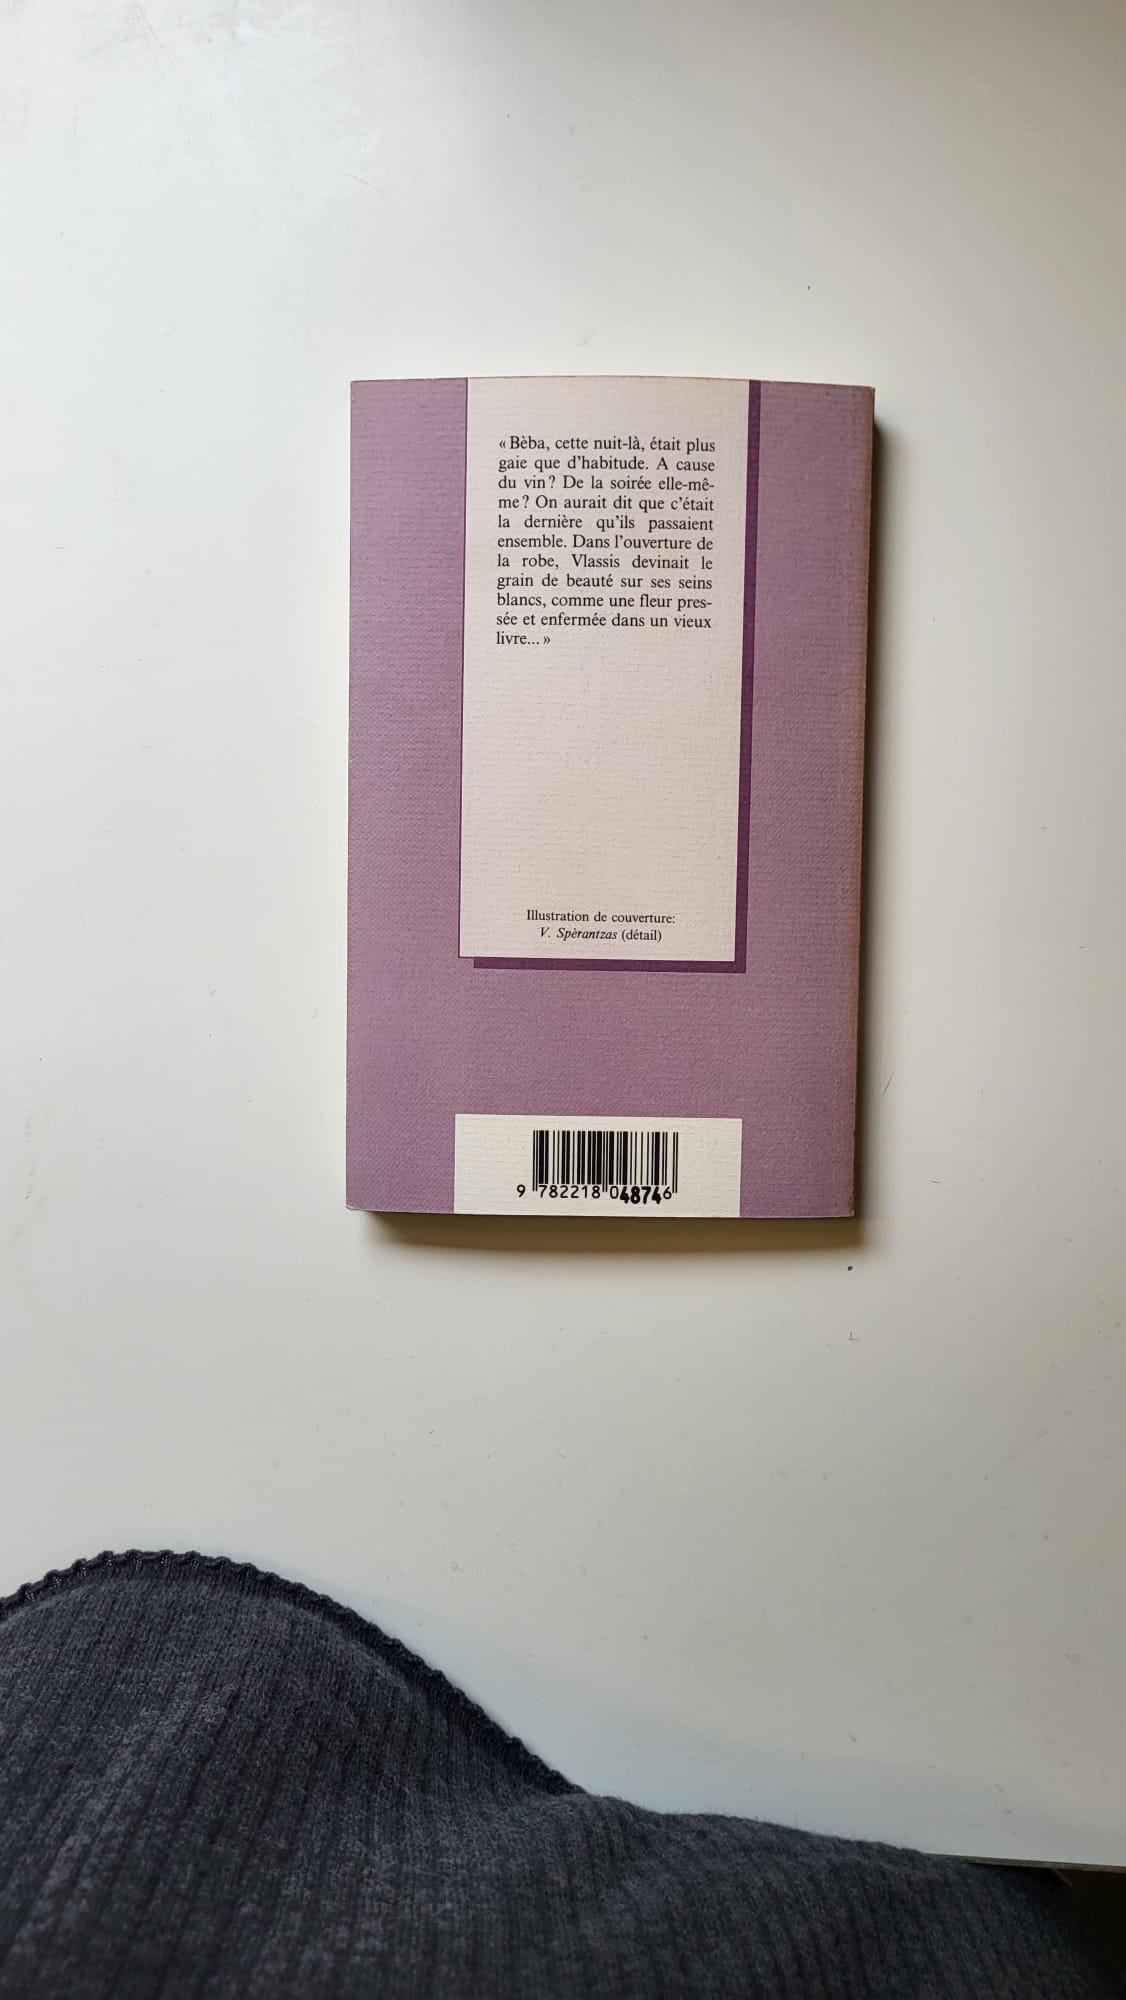 « Bèba, cette nuit-là, était plus
gaie que d'habitude. A cause
du vin ? De la soirée elle-mê-
me ? On aurait dit que c'était
la dernière qu'ils passaient
ensemble. Dans l'ouverture de
la robe, Vlassis devinait le
grain de beauté sur ses seins
blancs, comme une fleur pres-
sée et enfermée dans un vieux
livre... »
Illustration de couverture:
V. Spèrantzas (détail)
9 782218 048746